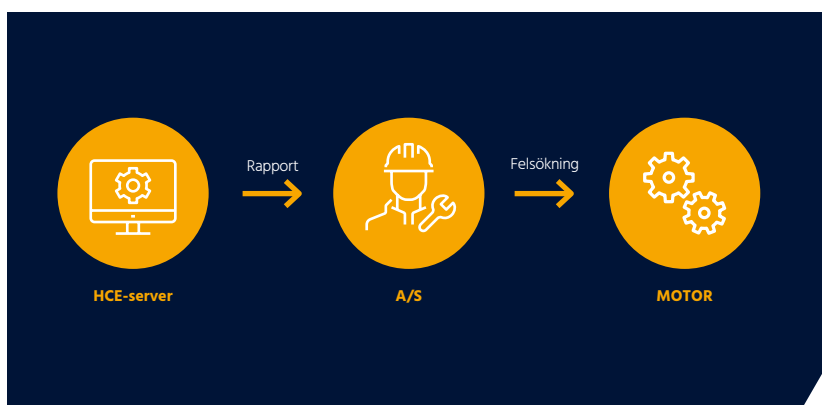 Rapport
Felsökning
HCE-server
A/S
MOTOR